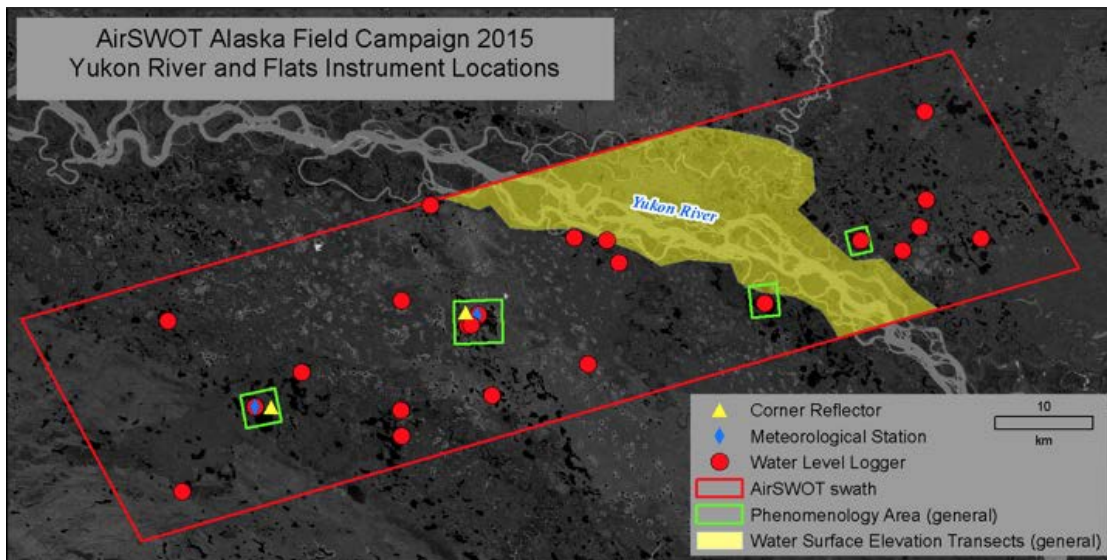 AirSWOT Alaska Field Campaign 2015
Yukon River and Flats Instrument Locations
Yukon River
Corner Reflector
Meteorological Station
Water Level Logger
AirSWOT swath
Phenomenology Area (general)
Water Surface Elevation Transects (general)
10
km